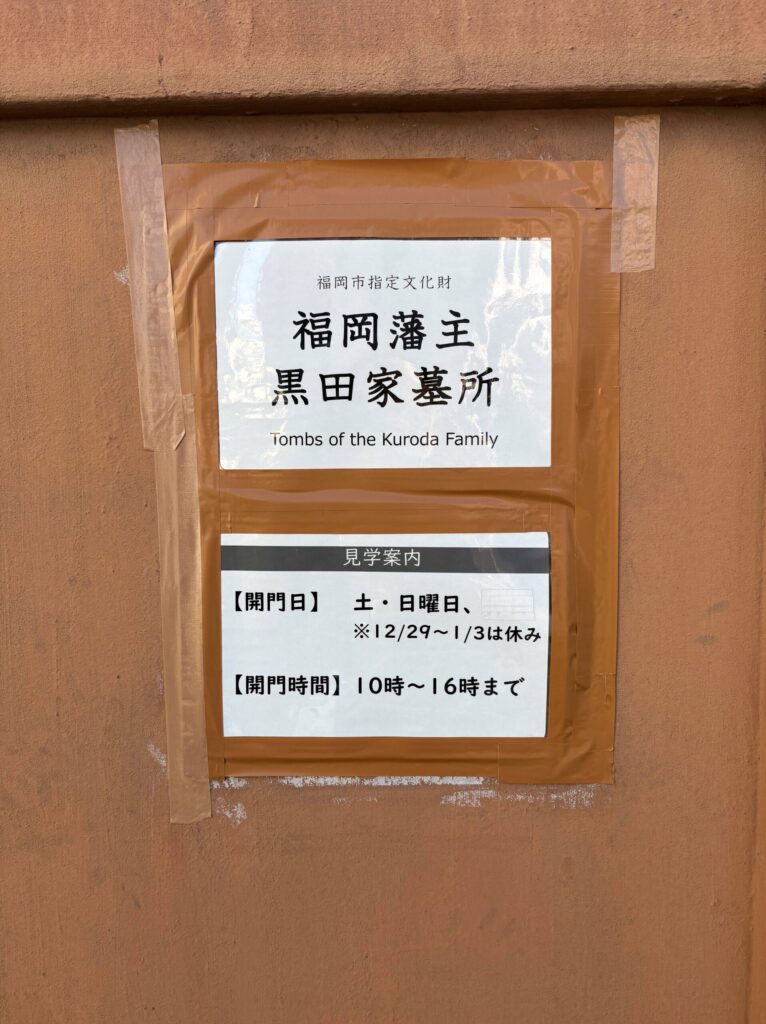 福岡市指定文化財
福岡藩主
黒田家墓所
Tombs of the Kuroda Family
見学案内
【開門日】 土・日曜日、
※12/29～1/3は休み
【開門時間】10時～16時まで